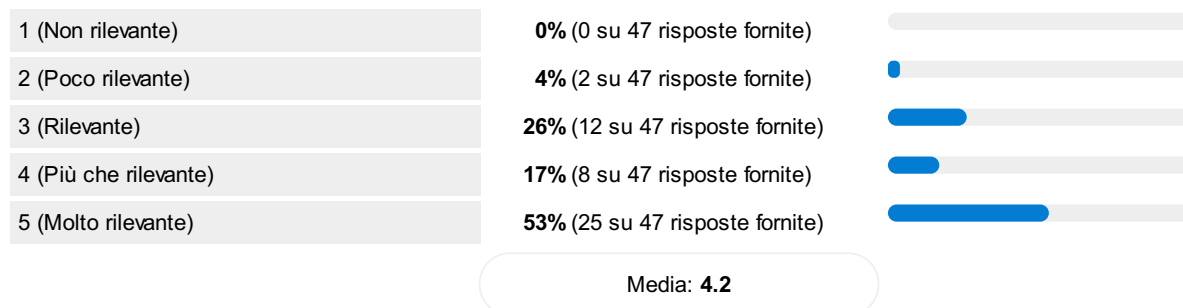 1 (Non rilevante) 0% (0 su 47 risposte fornite)
2 (Poco rilevante) 4% (2 su 47 risposte fornite)
3 (Rilevante) 26% (12 su 47 risposte fornite)
4 (Più che rilevante) 17% (8 su 47 risposte fornite)
5 (Molto rilevante) 53% (25 su 47 risposte fornite)
Media: 4.2